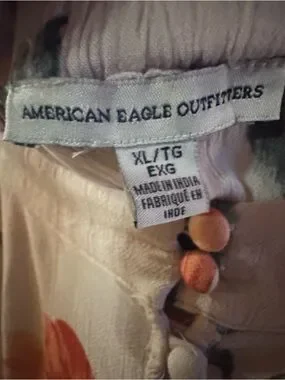 AMERICAN EAGLE OUTFITTERS
XL/TG
EXG
MADE IN INDIA
FABRIQUÉ EN
INDE